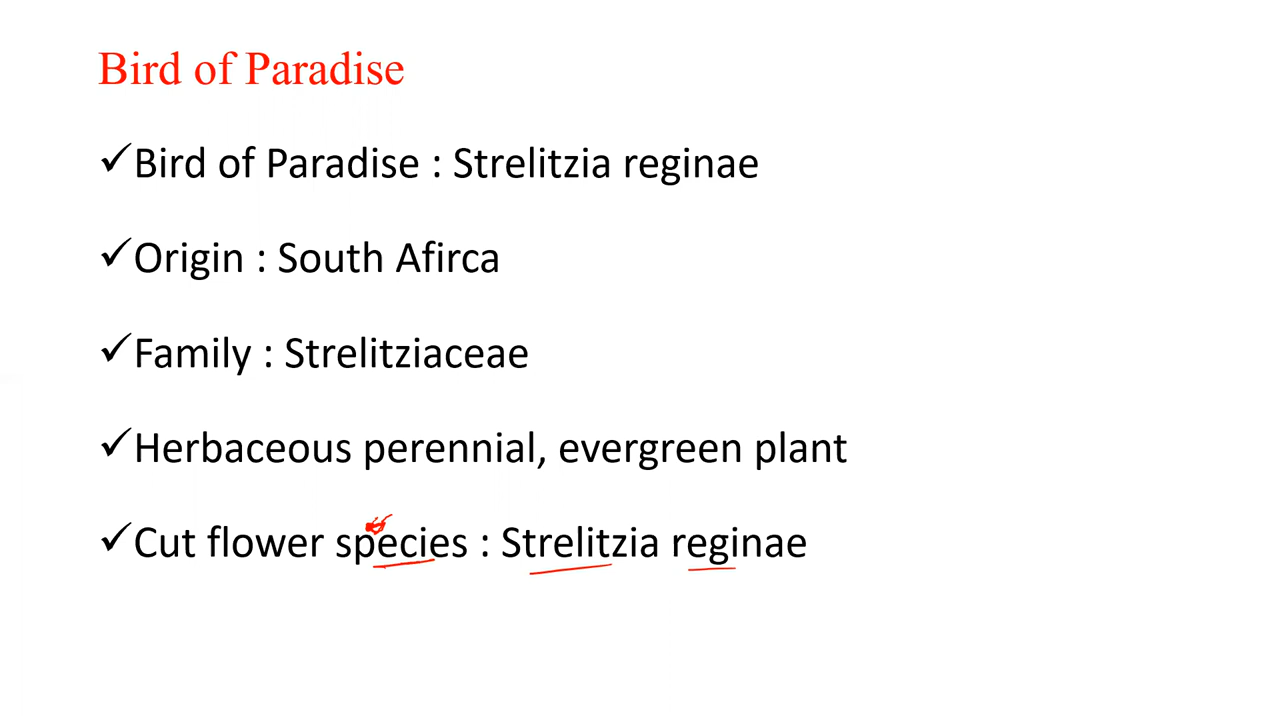 Bird of Paradise
✓Bird of Paradise : Strelitzia reginae
✓Origin : South Afirca
✓Family : Strelitziaceae
✓Herbaceous perennial, evergreen plant
✓Cut flower species : Strelitzia reginae